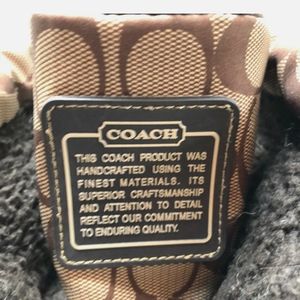 COACH
THIS COACH PRODUCT WAS
HANDCRAFTED USING THE
FINEST MATERIALS. ITS
SUPERIOR CRAFTSMANSHIP
AND ATTENTION TO DETAIL
REFLECT OUR COMMITMENT
TO ENDURING QUALITY.